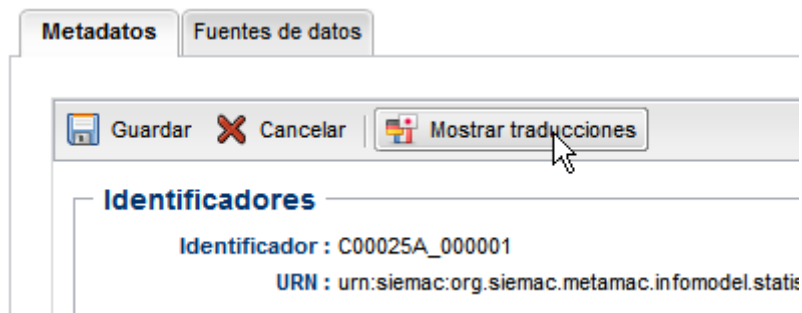 Metadatos Fuentes de datos
Guardar Cancelar Mostrar traducciones
Identificadores
Identificador : C00025A_000001
URN : urn:siemac:org.siemac.metamac.infomodel.statis